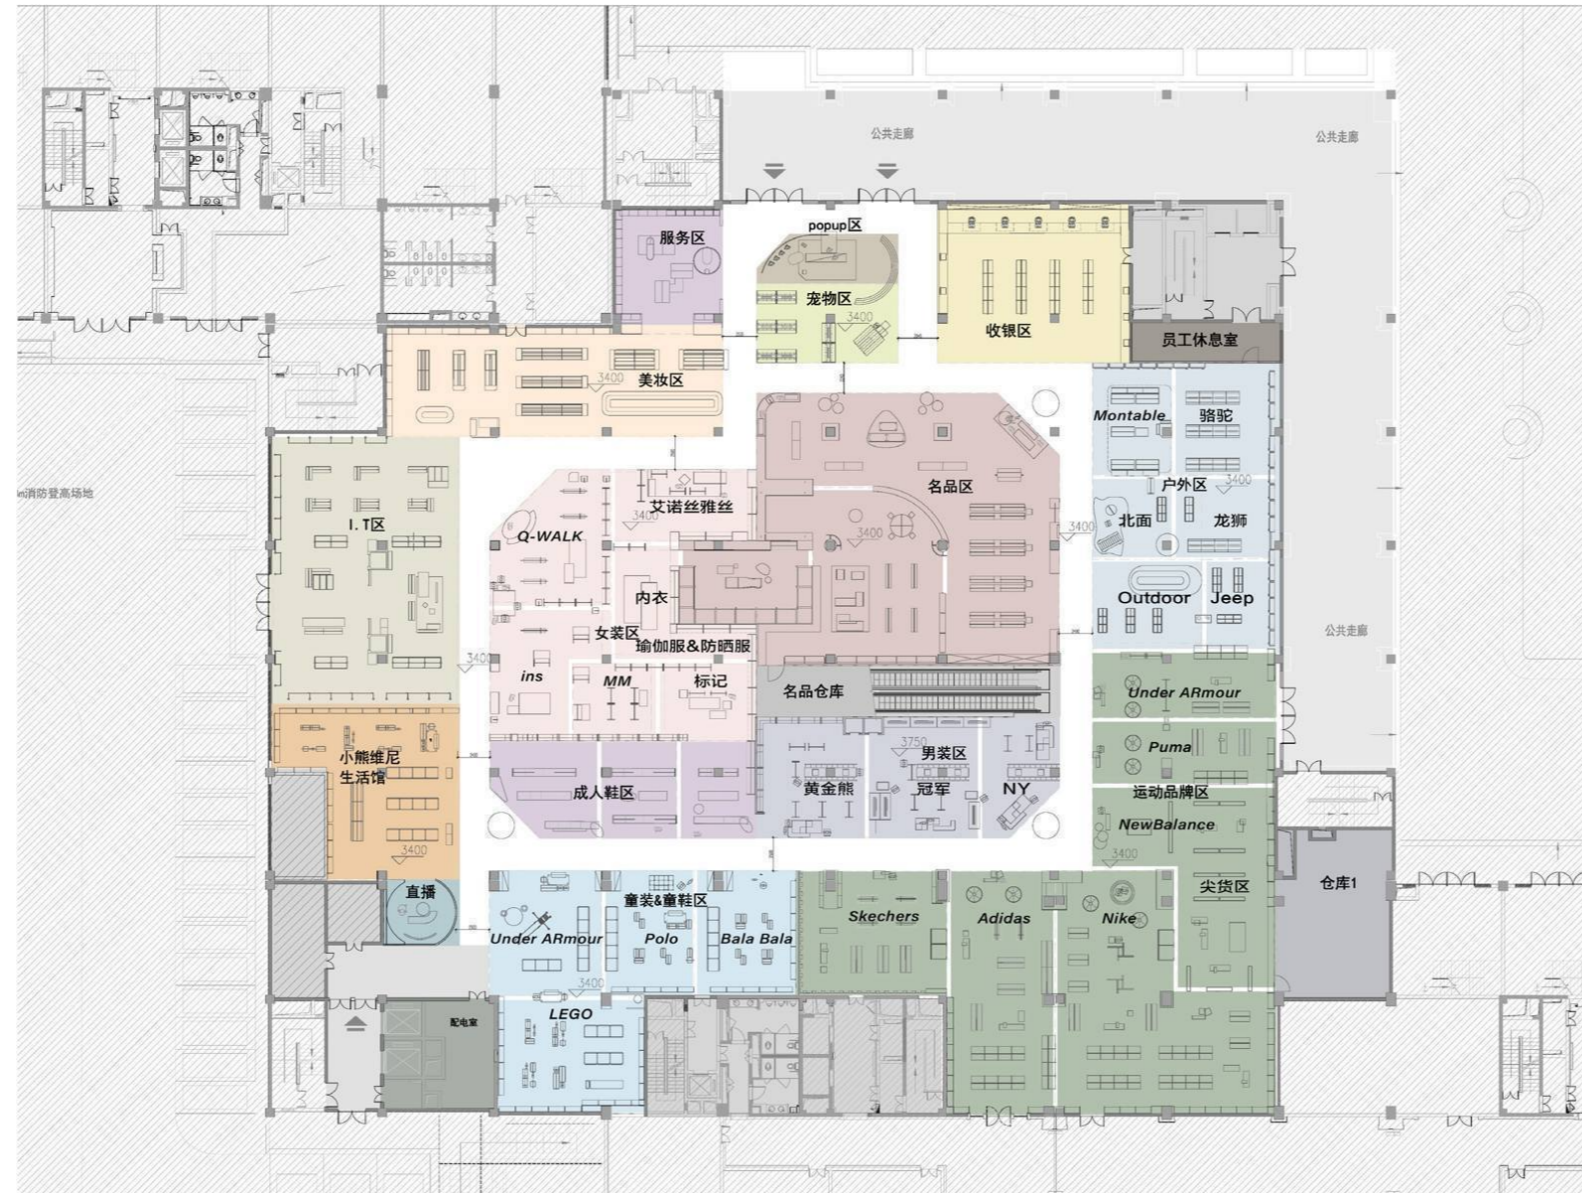 公共走廊
公共走廊
popup区
服务区
宠物区
3400
收银区
员工休息室
美妆区
3400
Montable
骆驼
名品区
户外区
3400
m消防登高场地
I.T区
艾诺丝雅丝
3400
Q-WALK
3400
3400
北面
龙狮
内衣
Outdoor
Jeep
女装区
瑜伽服&防晒服
公共走廊
3400
ins
MM
标记
名品仓库
Under ARmour
小熊维尼
生活馆
3750
男装区
Puma
成人鞋区
黄金熊
冠军
NY
运动品牌区
NewBalance
3400
3400
直播
童装&童鞋区
尖货区
仓库1
Under ARmour
Polo
Bala Bala
Skechers
Adidas
Nike
3400
LEGO
配电室